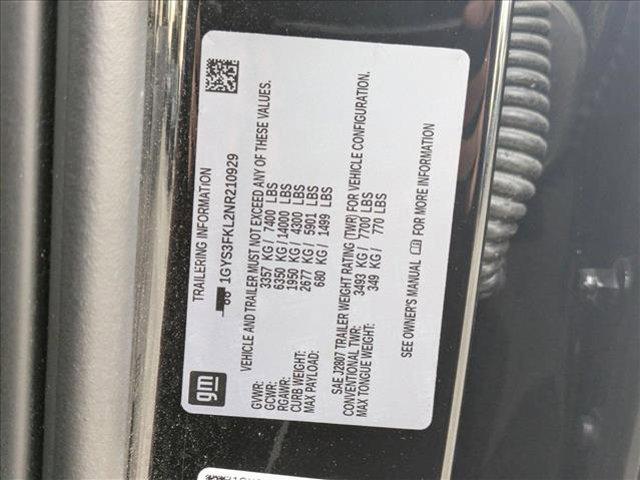 TRAILERING INFORMATION
1GYS3FKL2NR210929
VEHICLE AND TRAILER MUST NOT EXCEED ANY OF THESE VALUES.
GVWR: 3357 KG / 7400 LBS
GCWR: 6350 KG /14000 LBS
RGAWR: 1950 KG / 4300 LBS
CURB WEIGHT: 2677 KG / 5901 LBS
MAX PAYLOAD: 680 KG / 1499 LBS
SAE J2807 TRAILER WEIGHT RATING (TWR) FOR VEHICLE CONFIGURATION.
CONVENTIONAL TWR: 3493 KG / 7700 LBS
MAX TONGUE WEIGHT: 349 KG / 770 LBS
SEE OWNER'S MANUAL FOR MORE INFORMATION
gm